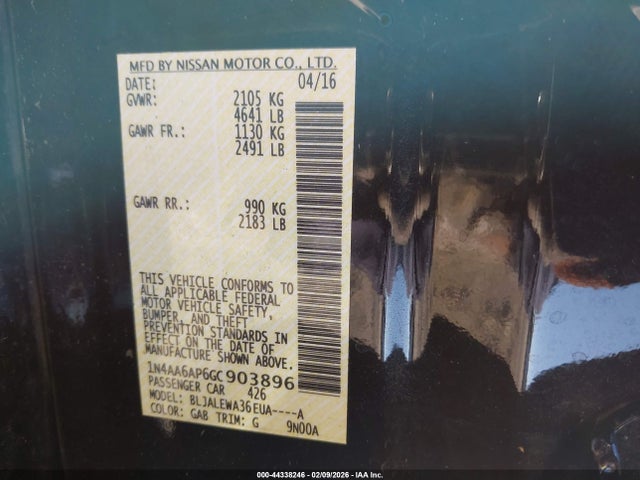 MFD BY NISSAN MOTOR CO., LTD.
DATE: 04/16
GVWR: 2105 KG
4641 LB
GAWR FR.: 1130 KG
2491 LB
GAWR RR.: 990 KG
2183 LB
THIS VEHICLE CONFORMS TO
ALL APPLICABLE FEDERAL
MOTOR VEHICLE SAFETY,
BUMPER, AND THEFT
PREVENTION STANDARDS IN
EFFECT ON THE DATE OF
MANUFACTURE SHOWN ABOVE.
1N4AA6AP6GC903896
PASSENGER CAR 426
MODEL: BLJALEWA36EUA----A
COLOR: GAB TRIM: G 9N00A
000-44338246 - 02/09/2026 - IAA Inc.